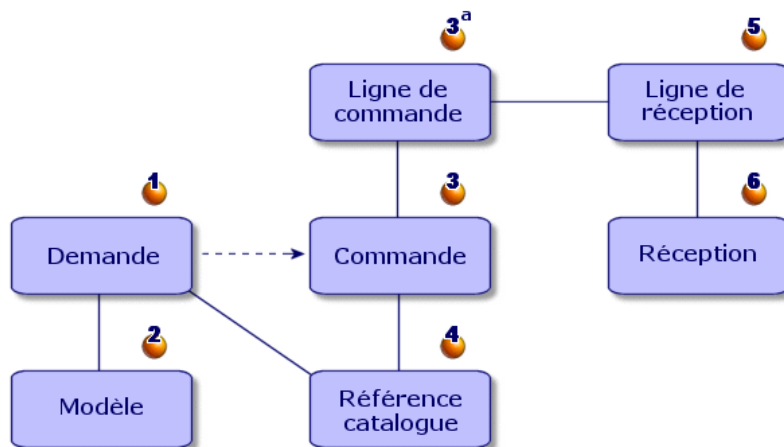 3a
5
Ligne de
commande
Ligne de
réception
1
3
6
Demande
Commande
Réception
2
4
Modèle
Référence
catalogue